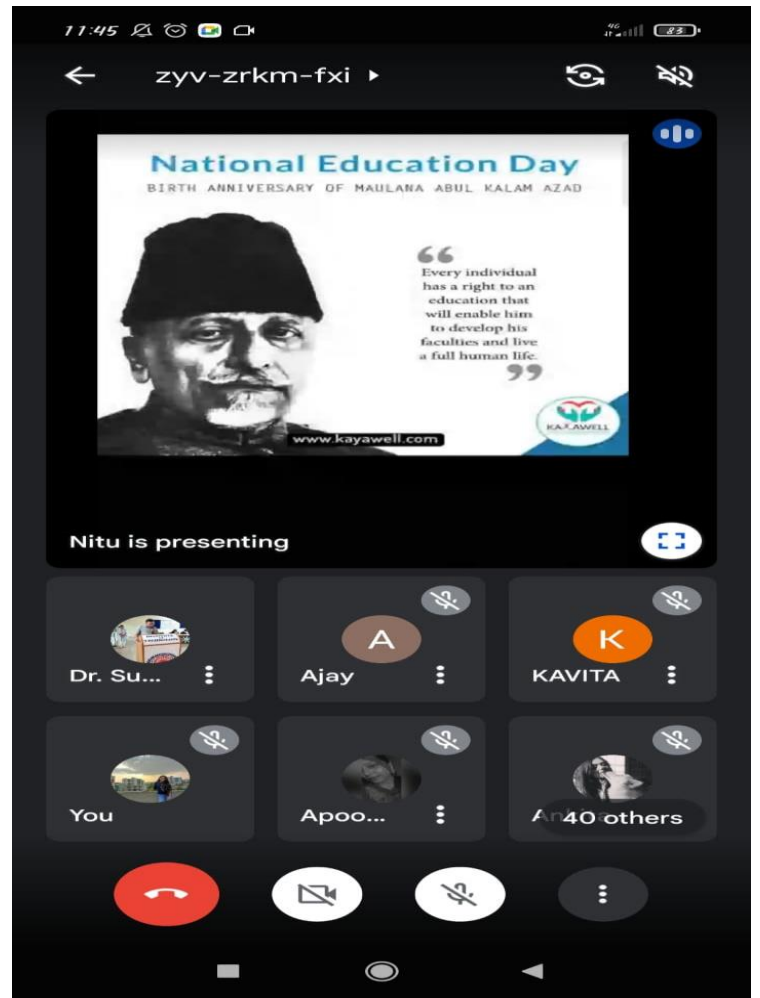 11:45
4G
83
zyv-zrkm-fxi
National Education Day
BIRTH ANNIVERSARY OF MAULANA ABUL KALAM AZAD
Every individual
has a right to an
education that
will enable him
to develop his
faculties and live
a full human life.
KAYAWELL
www.kayawell.com
Nitu is presenting
Dr. Su...
A
Ajay
K
KAVITA
You
Apoo...
40 others